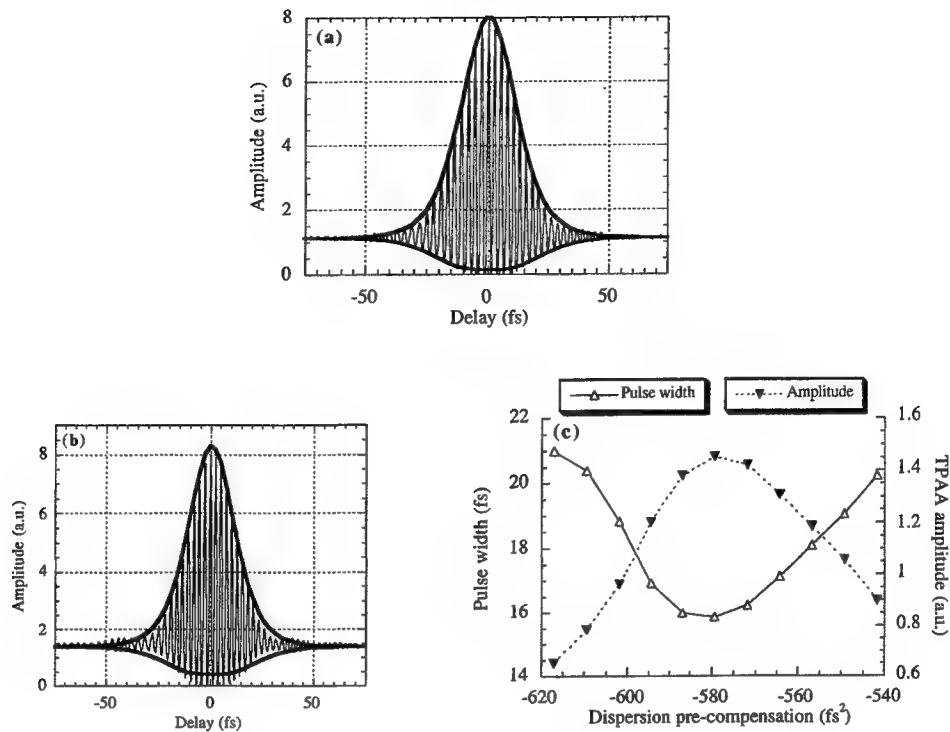 (a)
8
6
4
2
0
Amplitude (a.u.)
-50 0 50
Delay (fs)
(b)
8
4
2
0
Amplitude (a.u.)
-50 0 50
Delay (fs)
Pulse width
Amplitude
(c)
22
20
18
16
14
Pulse width (fs)
1.6
1.4
1.2
1
0.8
0.6
TPAA amplitude (a.u.)
-620 -600 -580 -560 -540
Dispersion pre-compensation (fs²)